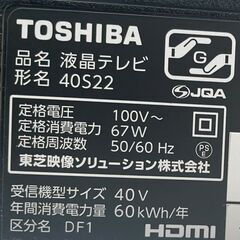 TOSHIBA
品名 液晶テレビ
形名 40S22
G
JQA
定格電圧 100V～
定格消費電力 67W
定格周波数 50/60 Hz
PS
E
東芝映像ソリューション株式会社
受信機型サイズ 40V
年間消費電力量 60kWh/年
区分名 DF1
HDMI